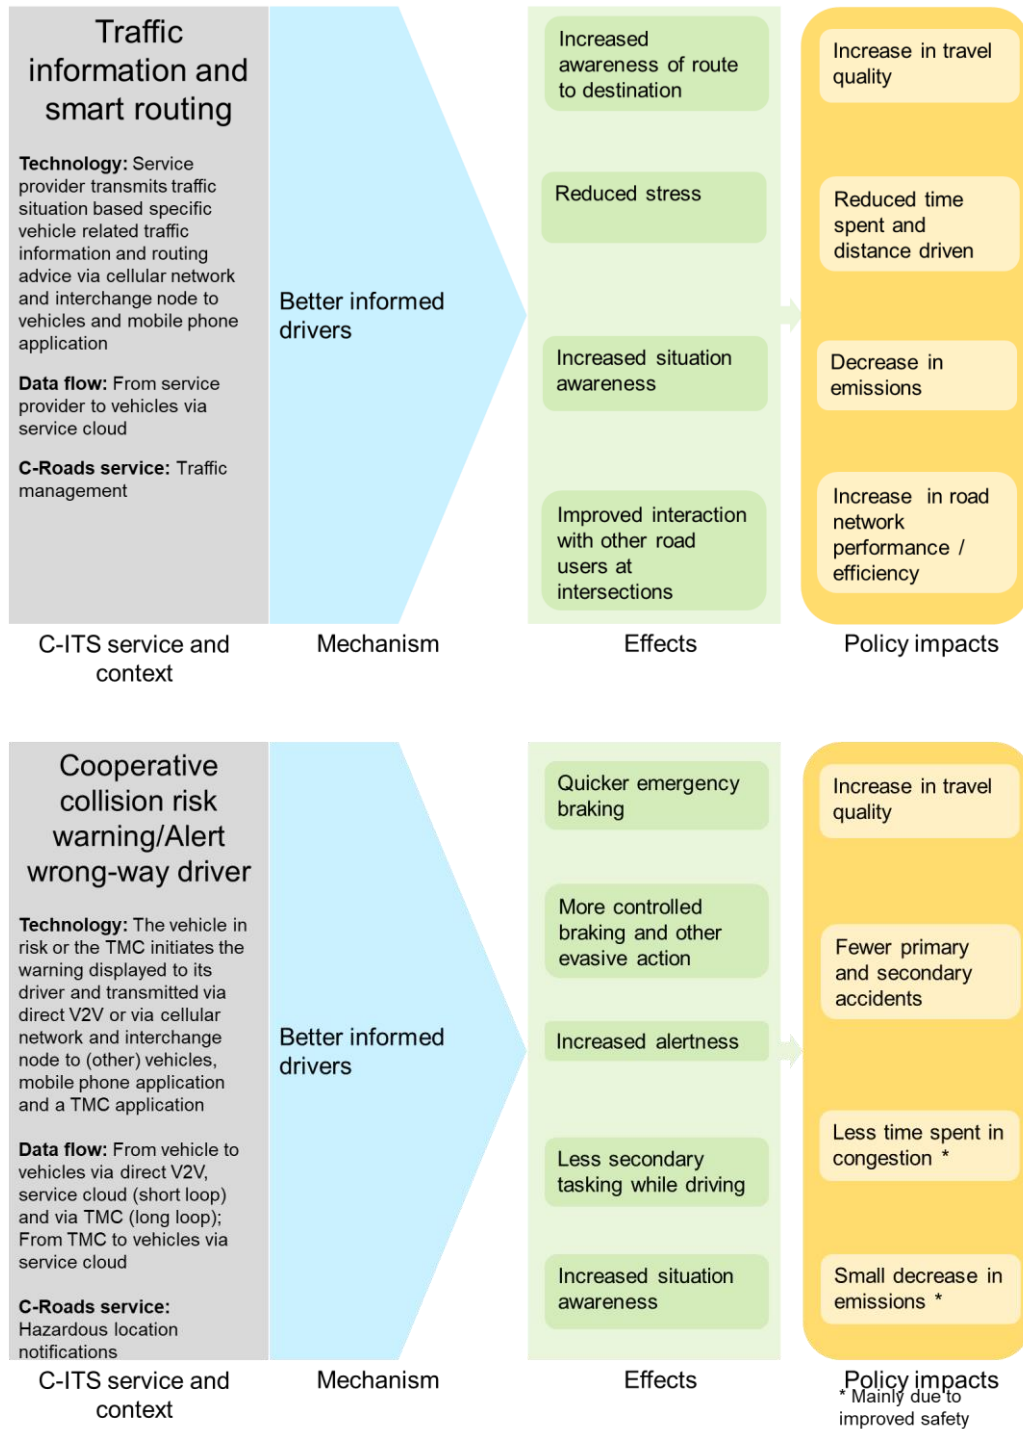 Traffic
information and
smart routing
Technology: Service
provider transmits traffic
situation based specific
vehicle related traffic
information and routing
advice via cellular network
and interchange node to
vehicles and mobile phone
application
Data flow: From service
provider to vehicles via
service cloud
C-Roads service: Traffic
management
C-ITS service and
context
Better informed
drivers
Mechanism
Increased
awareness of route
to destination
Reduced stress
Increased situation
awareness
Improved interaction
with other road
users at
intersections
Effects
Increase in travel
quality
Reduced time
spent and
distance driven
Decrease in
emissions
Increase in road
network
performance /
efficiency
Policy impacts
Cooperative
collision risk
warning/Alert
wrong-way driver
Technology: The vehicle in
risk or the TMC initiates the
warning displayed to its
driver and transmitted via
direct V2V or via cellular
network and interchange
node to (other) vehicles,
mobile phone application
and a TMC application
Data flow: From vehicle to
vehicles via direct V2V,
service cloud (short loop)
and via TMC (long loop);
From TMC to vehicles via
service cloud
C-Roads service:
Hazardous location
notifications
C-ITS service and
context
Better informed
drivers
Mechanism
Quicker emergency
braking
More controlled
braking and other
evasive action
Increased alertness
Less secondary
tasking while driving
Increased situation
awareness
Effects
Increase in travel
quality
Fewer primary
and secondary
accidents
Less time spent in
congestion *
Small decrease in
emissions *
Policy impacts
* Mainly due to
improved safety